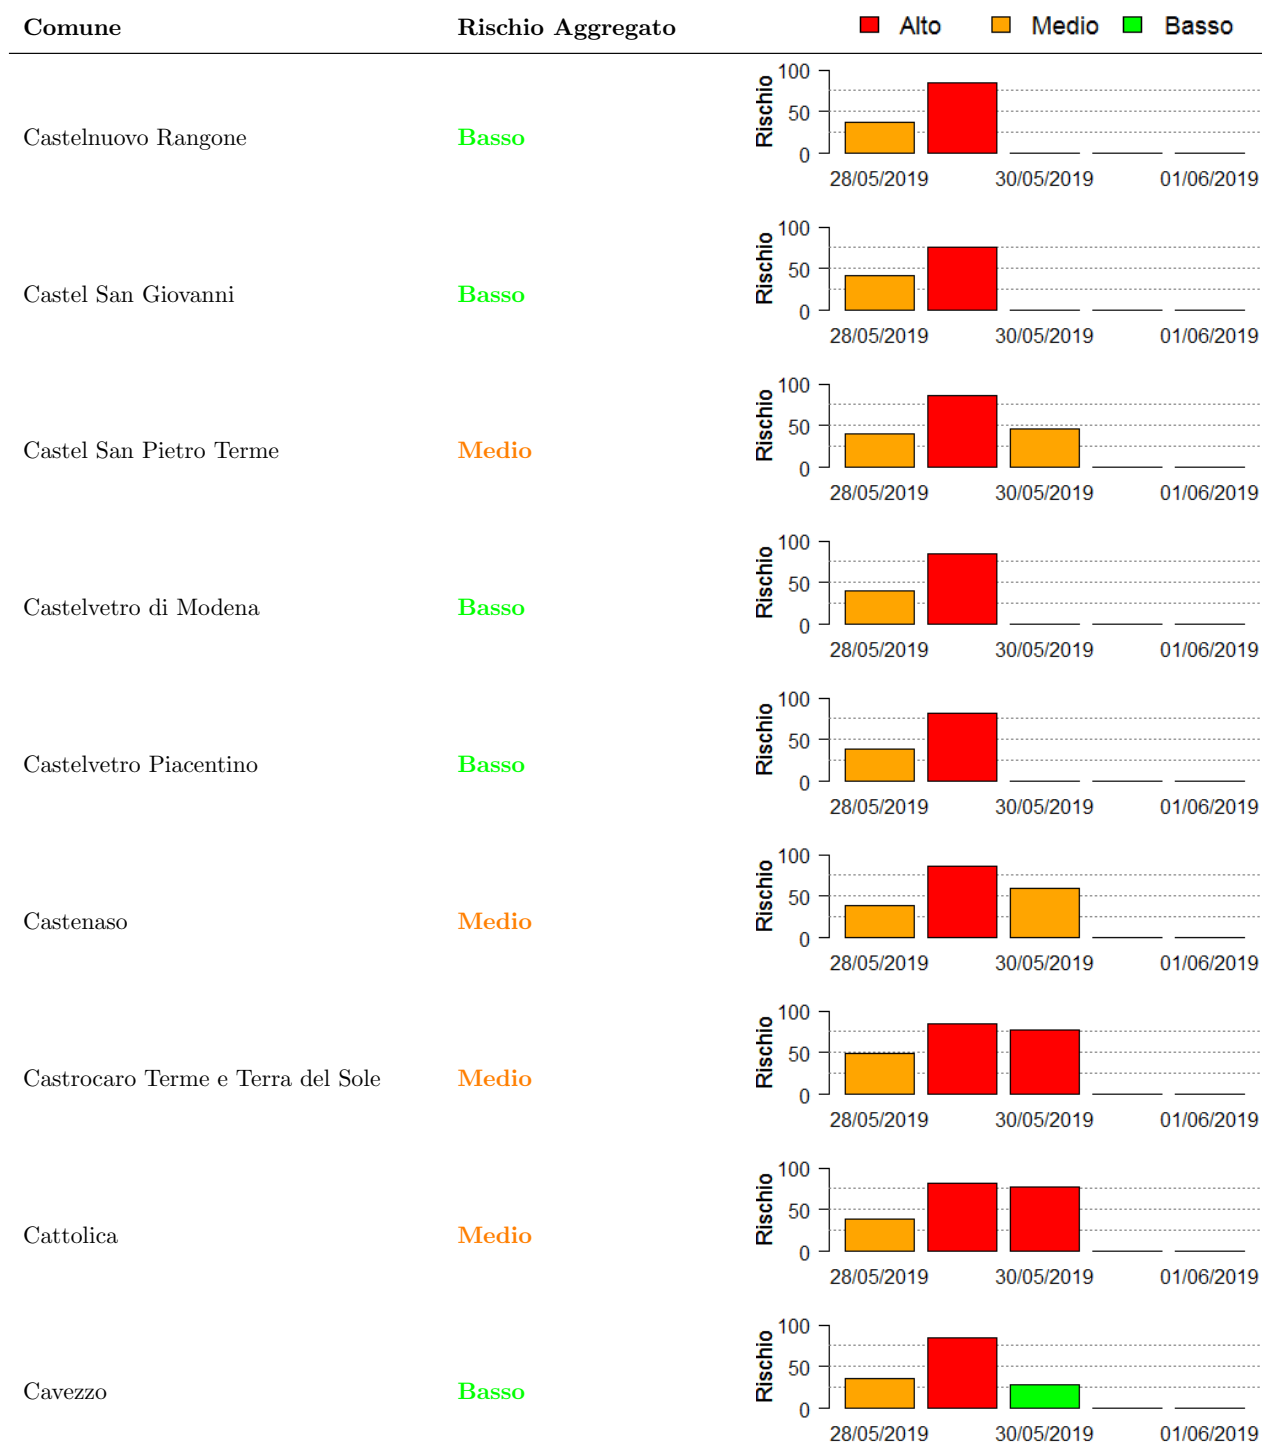 Comune Rischio Aggregato Alto Medio Basso
100
50
0
Rischio
Castelnuovo Rangone Basso
28/05/2019 30/05/2019 01/06/2019
100
50
0
Rischio
Castel San Giovanni Basso
28/05/2019 30/05/2019 01/06/2019
100
50
0
Rischio
Castel San Pietro Terme Medio
28/05/2019 30/05/2019 01/06/2019
100
50
0
Rischio
Castelvetro di Modena Basso
28/05/2019 30/05/2019 01/06/2019
100
50
0
Rischio
Castelvetro Piacentino Basso
28/05/2019 30/05/2019 01/06/2019
100
50
0
Rischio
Castenaso Medio
28/05/2019 30/05/2019 01/06/2019
100
50
0
Rischio
Castrocaro Terme e Terra del Sole Medio
28/05/2019 30/05/2019 01/06/2019
100
50
0
Rischio
Cattolica Medio
28/05/2019 30/05/2019 01/06/2019
100
50
0
Rischio
Cavezzo Basso
28/05/2019 30/05/2019 01/06/2019